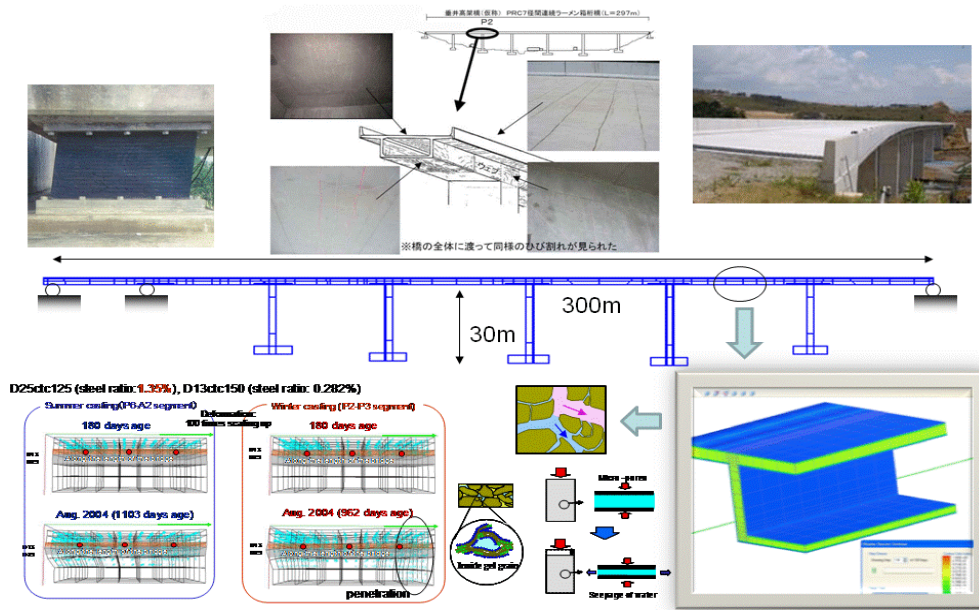 垂井高架橋(仮称) PRC7径間連続ラーメン箱桁橋(L=297m)
P2
ウェブ
※橋の全体に渡って同様のひび割れが見られた
300m
30m
D25ctc125 (steel ratio:1.35%), D13ctc150 (steel ratio: 0.282%)
Summer casting(P6-A2 segment)
Deformation:
100 times scaling up
Winter casting (P2-P3 segment)
180 days age
180 days age
Aug. 2004 (1103 days age)
Aug. 2004 (962 days age)
penetration
Micro-pores
Inside gel grain
Seepage of water